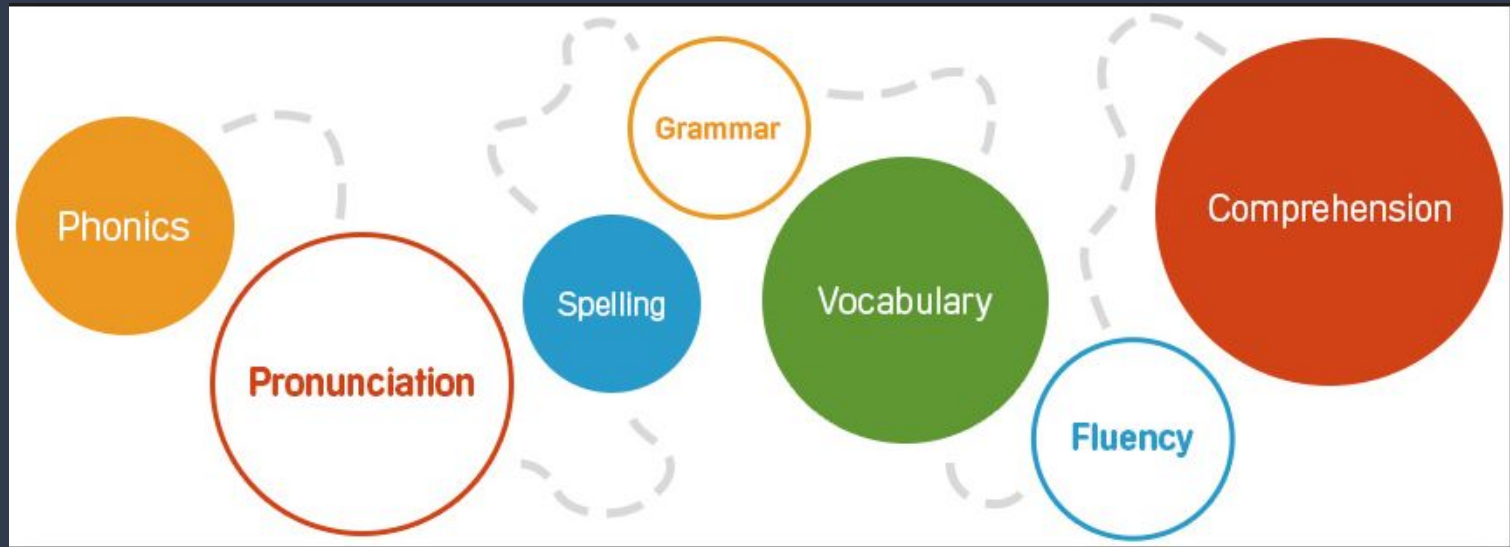 Phonics
Pronunciation
Spelling
Grammar
Vocabulary
Fluency
Comprehension